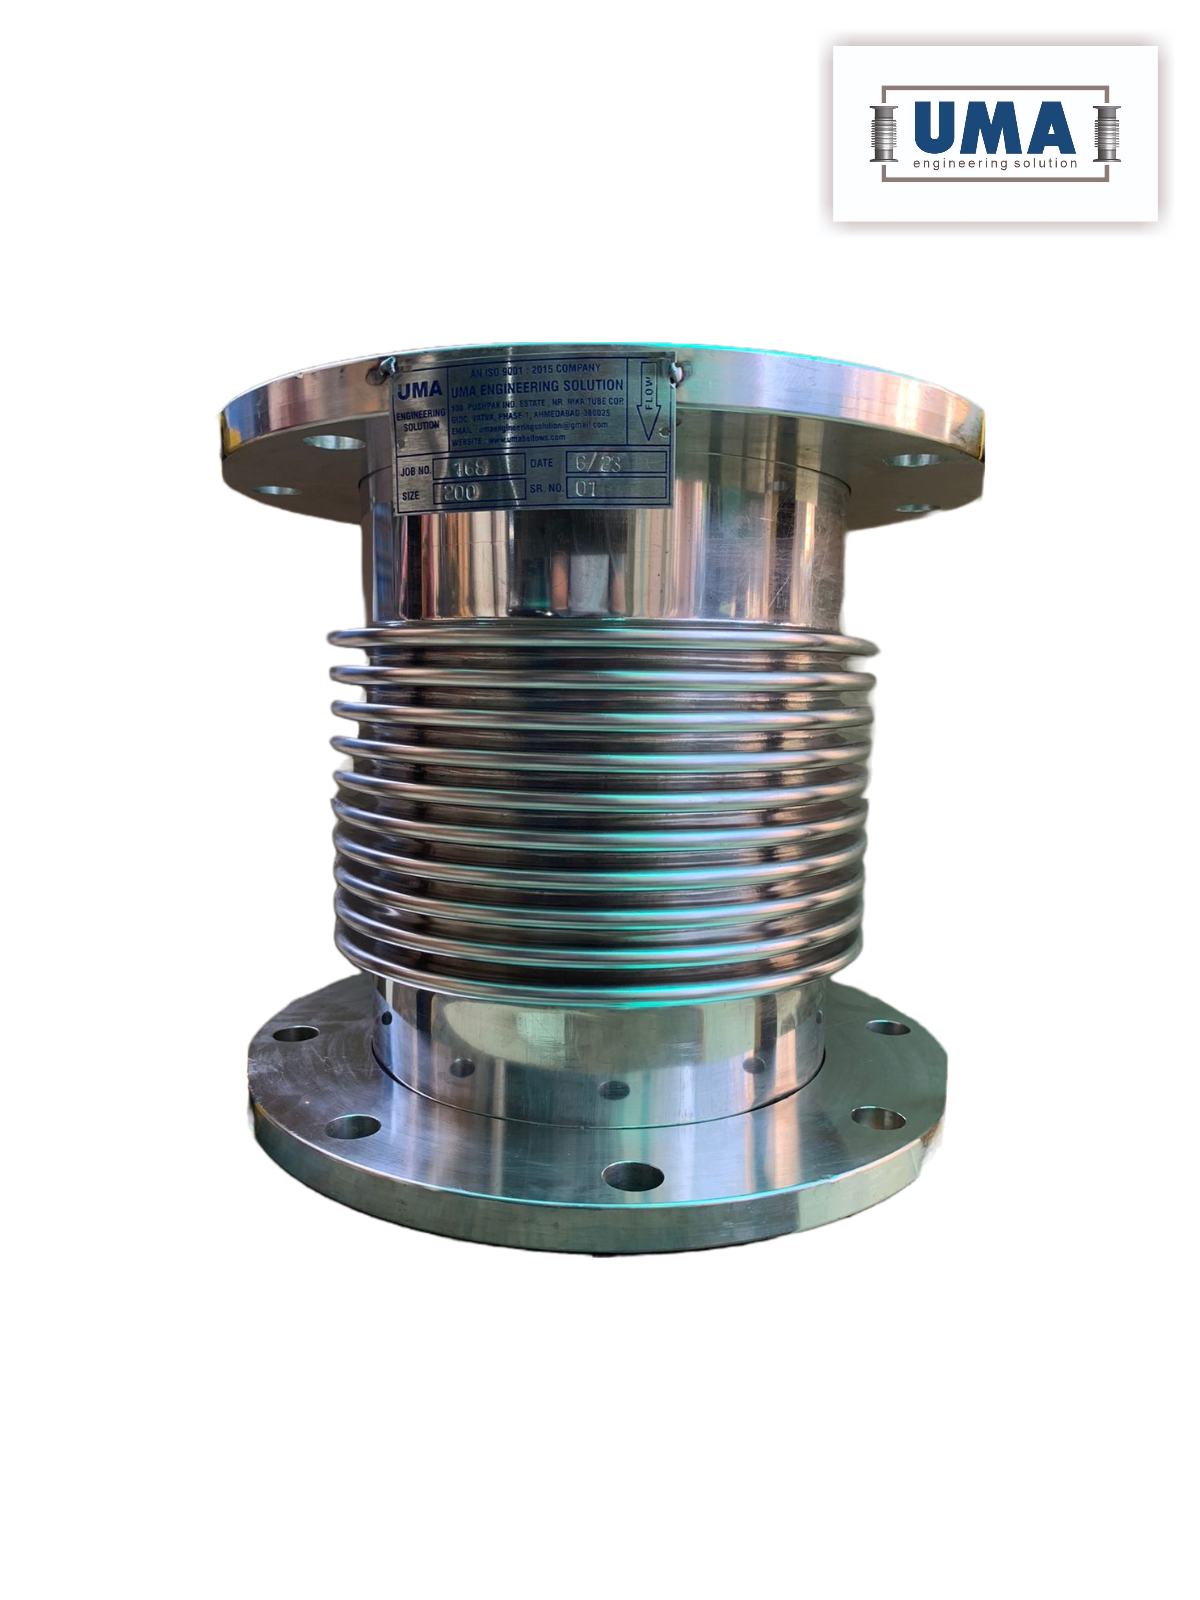 UMA
engineering solution
UMA
ENGINEERING
SOLUTION
AN ISO 9001 : 2015 COMPANY
UMA ENGINEERING SOLUTION
108, PUSHPAK IND. ESTATE, NR. NIKA TUBE COR.
GIDC, VATVA, PHASE-1, AHMEDABAD-380025
EMAIL : umaengineeringsolution@gmail.com
WEBSITE : www.umabellows.com
FLOW
JOB NO. 168
DATE 6/23
SIZE 200
SR. NO. 01